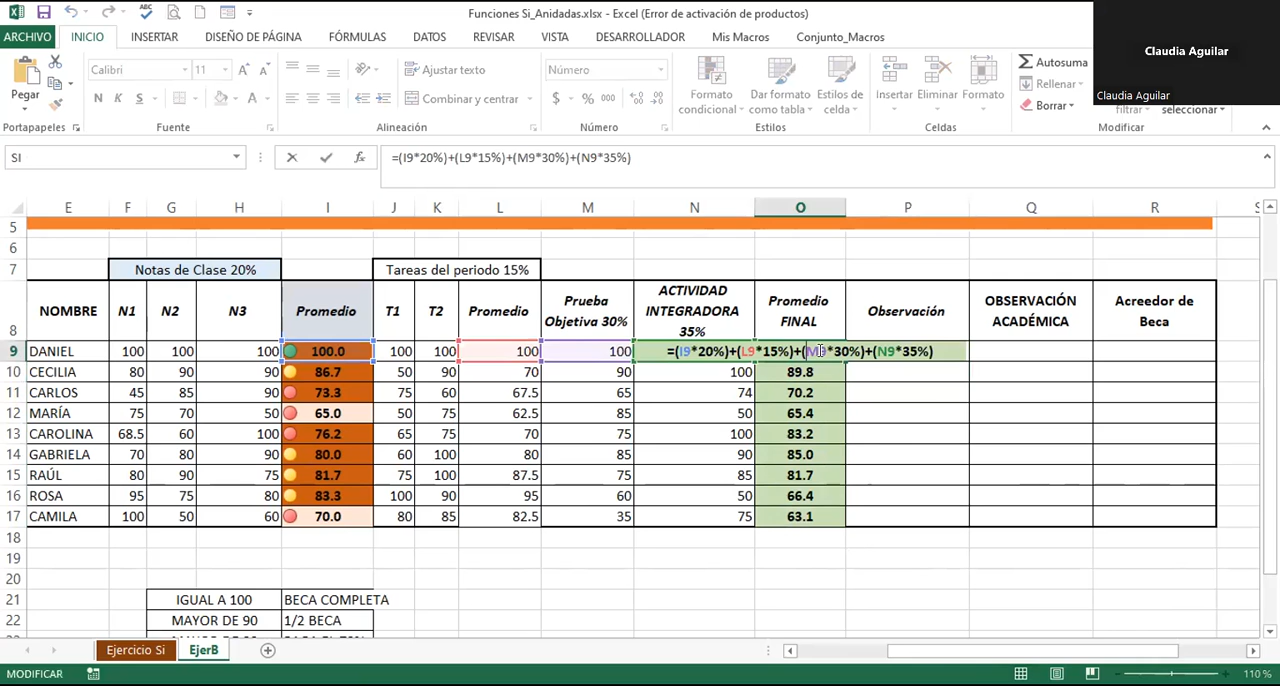 Funciones Si_Anidadas.xlsx - Excel (Error de activación de productos)
ARCHIVO INICIO INSERTAR DISEÑO DE PÁGINA FÓRMULAS DATOS REVISAR VISTA DESARROLLADOR Mis Macros Conjunto_Macros
Claudia Aguilar
Claudia Aguilar
Pegar
Calibri 11
N K S
Ajustar texto
Combinar y centrar
Número
$ % 000
Formato condicional
Dar formato como tabla
Estilos de celda
Insertar Eliminar Formato
Autosuma
Rellenar
Borrar
filtrar seleccionar
Portapapeles Fuente Alineación Número Estilos Celdas Modificar
SI
=(I9*20%)+(L9*15%)+(M9*30%)+(N9*35%)
E F G H I J K L M N O P Q R S
5
6
7 Notas de Clase 20% Tareas del periodo 15%
8 NOMBRE N1 N2 N3 Promedio T1 T2 Promedio Prueba Objetiva 30% ACTIVIDAD INTEGRADORA 35% Promedio FINAL Observación OBSERVACIÓN ACADÉMICA Acreedor de Beca
9 DANIEL 100 100 100 100.0 100 100 100 100 =(I9*20%)+(L9*15%)+(M9*30%)+(N9*35%)
10 CECILIA 80 90 90 86.7 50 90 70 90 100 89.8
11 CARLOS 45 85 90 73.3 75 60 67.5 65 74 70.2
12 MARÍA 75 70 50 65.0 50 75 62.5 85 50 65.4
13 CAROLINA 68.5 60 100 76.2 65 75 70 75 100 83.2
14 GABRIELA 70 80 90 80.0 60 100 80 85 90 85.0
15 RAÚL 80 90 75 81.7 75 100 87.5 75 85 81.7
16 ROSA 95 75 80 83.3 100 90 95 60 50 66.4
17 CAMILA 100 50 60 70.0 80 85 82.5 35 75 63.1
18
19
20
21 IGUAL A 100 BECA COMPLETA
22 MAYOR DE 90 1/2 BECA
Ejercicio Si EjerB
MODIFICAR
110 %